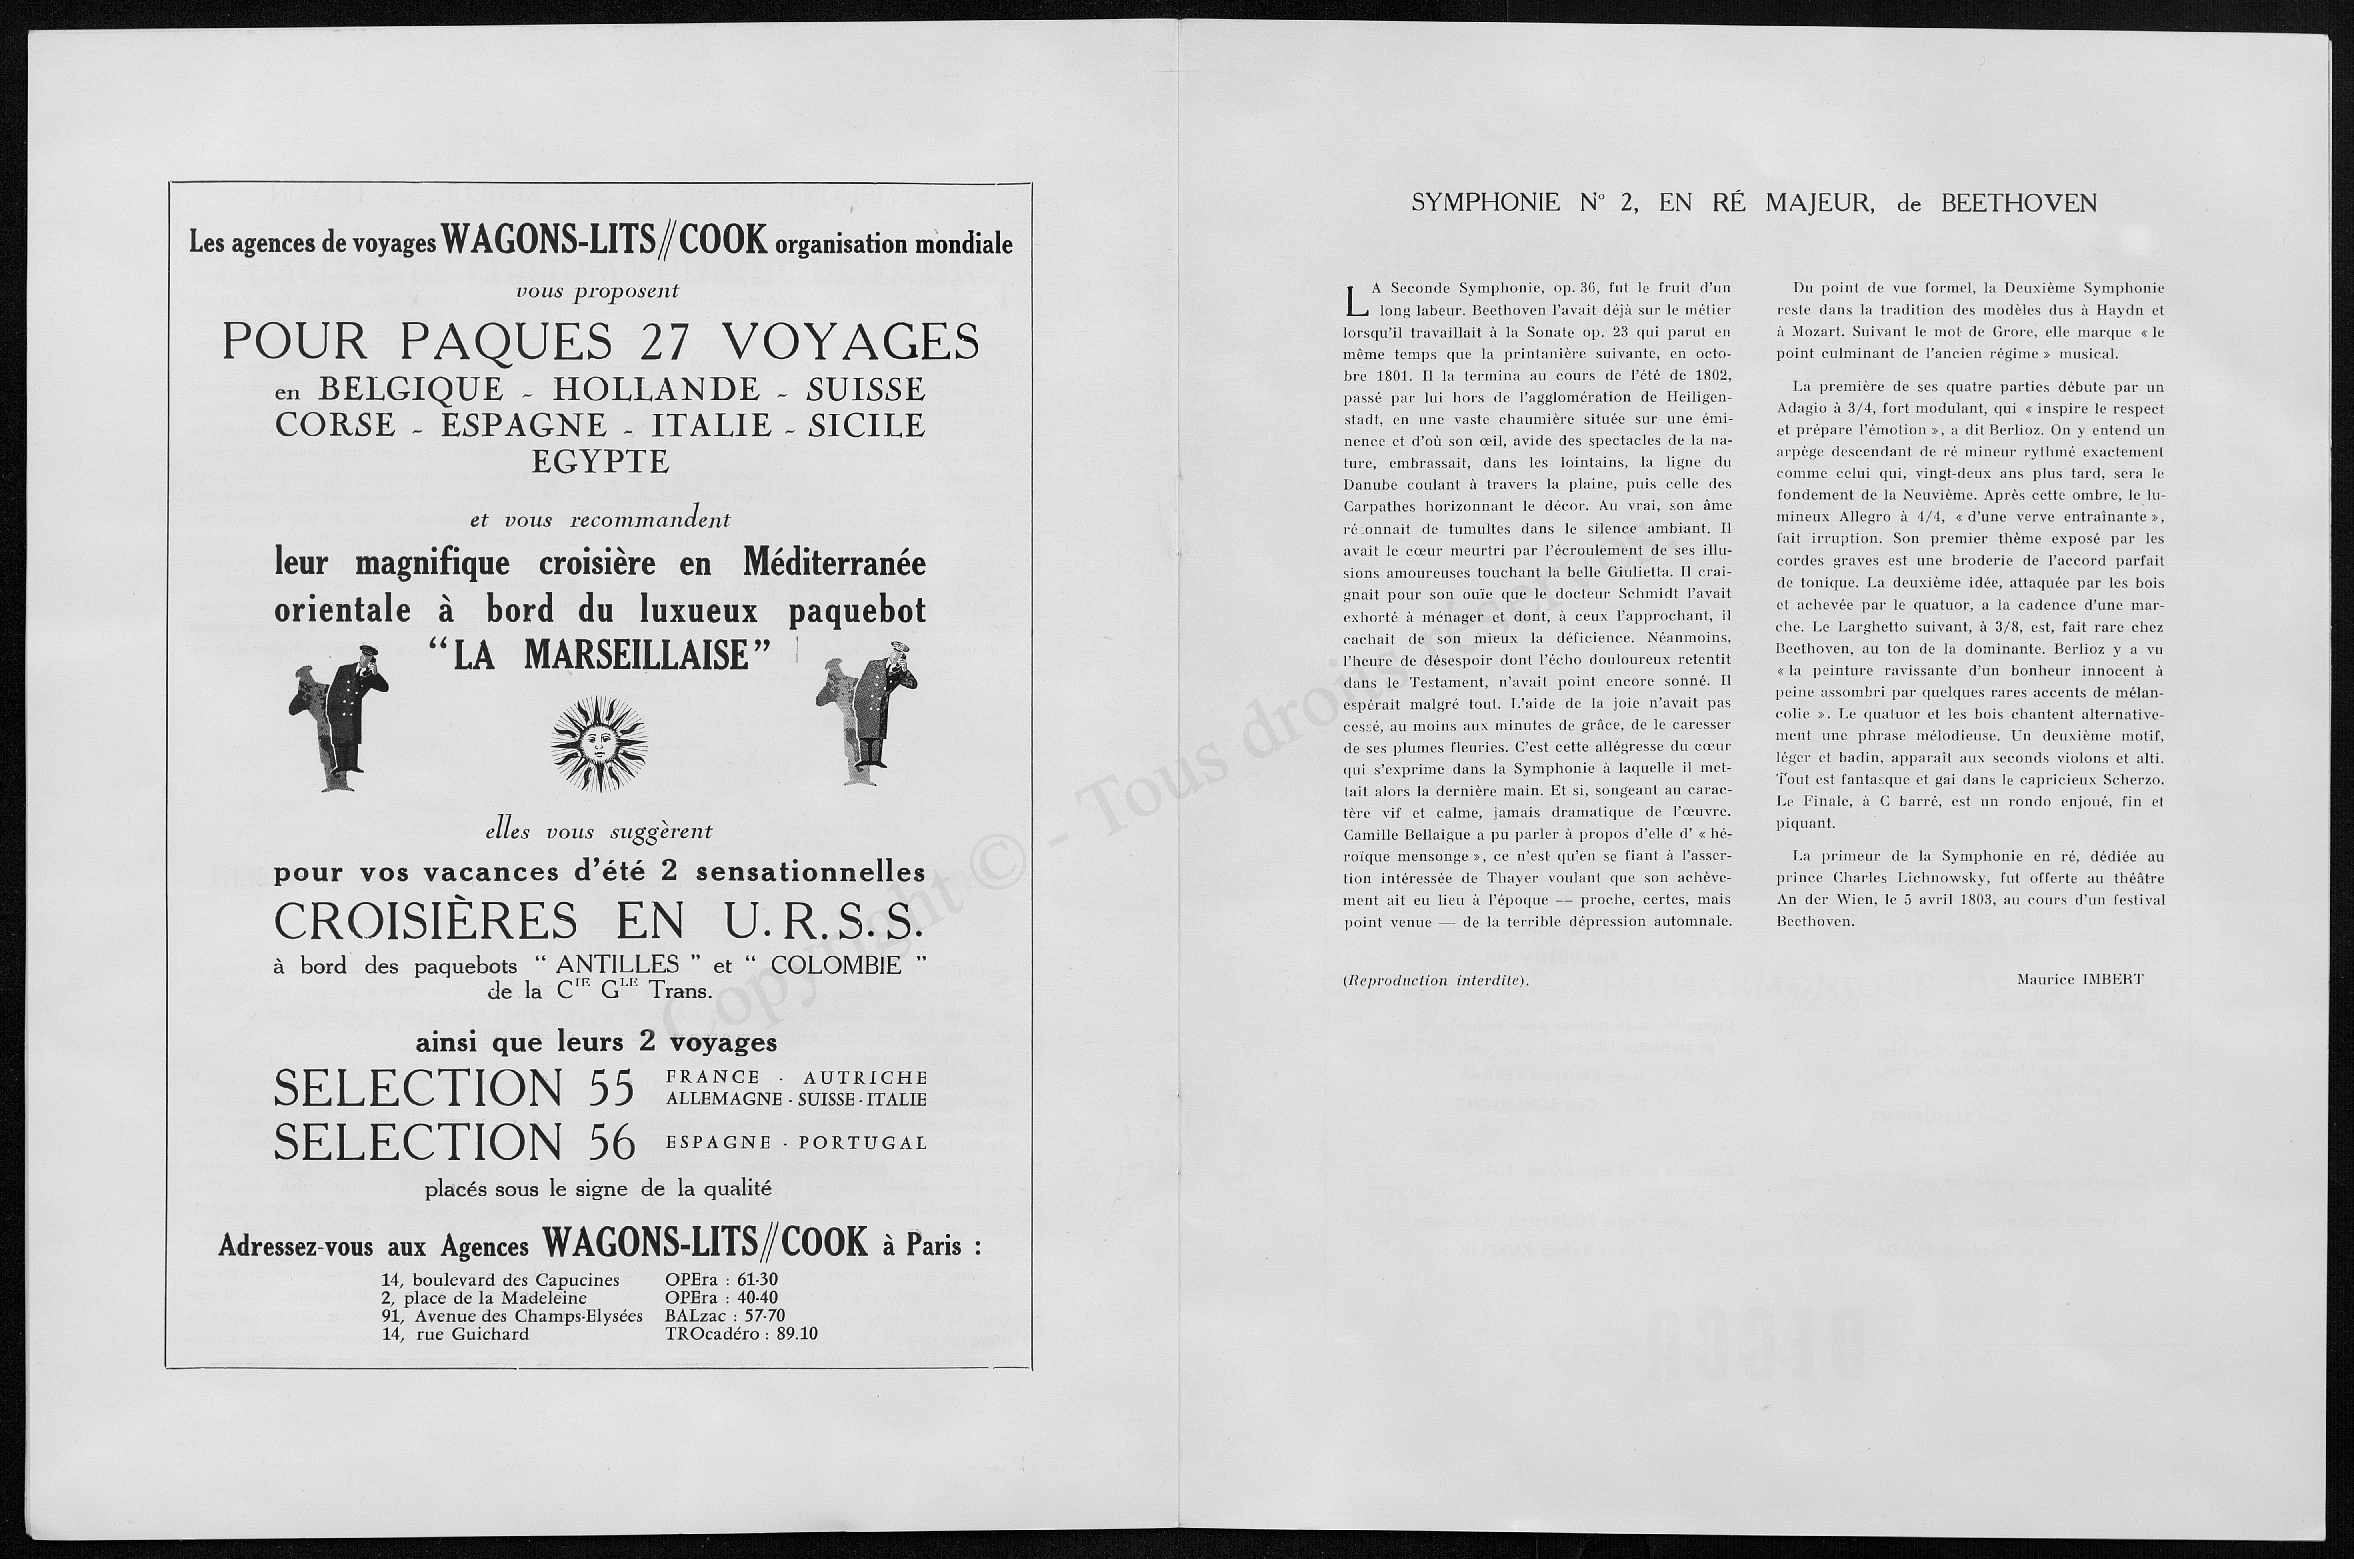 Les agences de voyages WAGONS-LITS//COOK organisation mondiale
vous proposent
POUR PAQUES 27 VOYAGES
en BELGIQUE - HOLLANDE - SUISSE
CORSE - ESPAGNE - ITALIE - SICILE
EGYPTE
et vous recommandent
leur magnifique croisière en Méditerranée
orientale à bord du luxueux paquebot
“LA MARSEILLAISE”
elles vous suggèrent
pour vos vacances d'été 2 sensationnelles
CROISIÈRES EN U.R.S.S.
à bord des paquebots “ ANTILLES ” et “ COLOMBIE ”
de la CIE GLE Trans.
ainsi que leurs 2 voyages
SELECTION 55 FRANCE · AUTRICHE
ALLEMAGNE · SUISSE · ITALIE
SELECTION 56 ESPAGNE · PORTUGAL
placés sous le signe de la qualité
Adressez-vous aux Agences WAGONS-LITS//COOK à Paris :
14, boulevard des Capucines OPEra : 61-30
2, place de la Madeleine OPEra : 40-40
91, Avenue des Champs-Elysées BALzac : 57-70
14, rue Guichard TROcadéro : 89.10
SYMPHONIE N° 2, EN RÉ MAJEUR, de BEETHOVEN
LA Seconde Symphonie, op. 36, fut le fruit d'un
long labeur. Beethoven l'avait déjà sur le métier
lorsqu'il travaillait à la Sonate op. 23 qui parut en
même temps que la printanière suivante, en octo-
bre 1801. Il la termina au cours de l'été de 1802,
passé par lui hors de l'agglomération de Heiligen-
stadt, en une vaste chaumière située sur une émi-
nence et d'où son œil, avide des spectacles de la na-
ture, embrassait, dans les lointains, la ligne du
Danube coulant à travers la plaine, puis celle des
Carpathes horizonnant le décor. Au vrai, son âme
résonnait de tumultes dans le silence ambiant. Il
avait le cœur meurtri par l'écroulement de ses illu-
sions amoureuses touchant la belle Giulietta. Il crai-
gnait pour son ouïe que le docteur Schmidt l'avait
exhorté à ménager et dont, à ceux l'approchant, il
cachait de son mieux la déficience. Néanmoins,
l'heure de désespoir dont l'écho douloureux retentit
dans le Testament, n'avait point encore sonné. Il
espérait malgré tout. L'aide de la joie n'avait pas
cessé, au moins aux minutes de grâce, de le caresser
de ses plumes fleuries. C'est cette allégresse du cœur
qui s'exprime dans la Symphonie à laquelle il met-
tait alors la dernière main. Et si, songeant au carac-
tère vif et calme, jamais dramatique de l'œuvre.
Camille Bellaigue a pu parler à propos d'elle d' « hé-
roïque mensonge », ce n'est qu'en se fiant à l'asser-
tion intéressée de Thayer voulant que son achève-
ment ait eu lieu à l'époque — proche, certes, mais
point venue — de la terrible dépression automnale.
(Reproduction interdite).
Du point de vue formel, la Deuxième Symphonie
reste dans la tradition des modèles dus à Haydn et
à Mozart. Suivant le mot de Grore, elle marque « le
point culminant de l'ancien régime » musical.
La première de ses quatre parties débute par un
Adagio à 3/4, fort modulant, qui « inspire le respect
et prépare l'émotion », a dit Berlioz. On y entend un
arpège descendant de ré mineur rythmé exactement
comme celui qui, vingt-deux ans plus tard, sera le
fondement de la Neuvième. Après cette ombre, le lu-
mineux Allegro à 4/4, « d'une verve entraînante »,
fait irruption. Son premier thème exposé par les
cordes graves est une broderie de l'accord parfait
de tonique. La deuxième idée, attaquée par les bois
et achevée par le quatuor, a la cadence d'une mar-
che. Le Larghetto suivant, à 3/8, est, fait rare chez
Beethoven, au ton de la dominante. Berlioz y a vu
« la peinture ravissante d'un bonheur innocent à
peine assombri par quelques rares accents de mélan-
colie ». Le quatuor et les bois chantent alternative-
ment une phrase mélodieuse. Un deuxième motif,
léger et badin, apparaît aux seconds violons et alti.
Tout est fantasque et gai dans le capricieux Scherzo.
Le Finale, à C barré, est un rondo enjoué, fin et
piquant.
La primeur de la Symphonie en ré, dédiée au
prince Charles Lichnowsky, fut offerte au théâtre
An der Wien, le 5 avril 1803, au cours d'un festival
Beethoven.
Maurice IMBERT
Copyright © - Tous droits réservés.